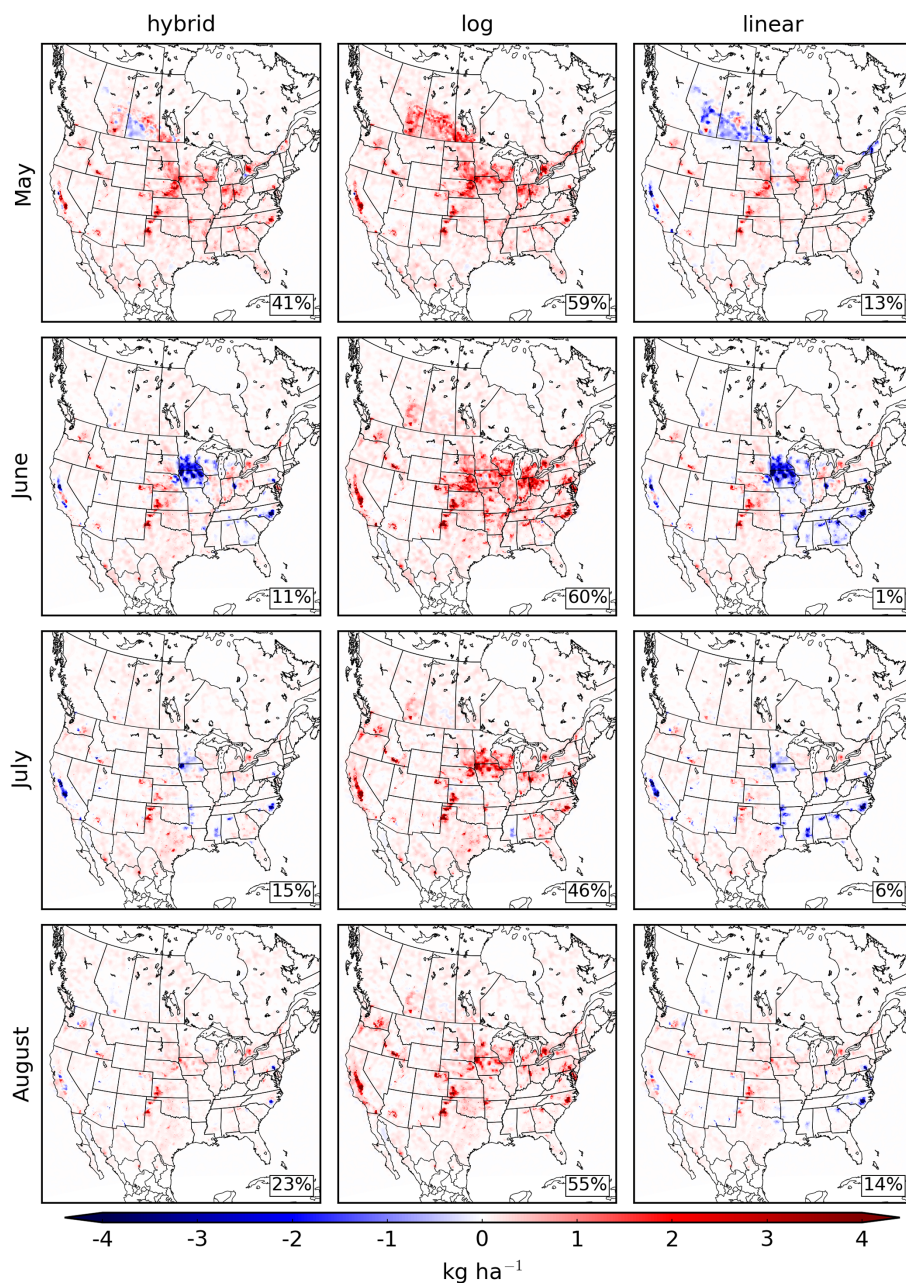 hybrid log linear
May
41% 59% 13%
June
11% 60% 1%
July
15% 46% 6%
August
23% 55% 14%
-4 -3 -2 -1 0 1 2 3 4
kg ha⁻¹